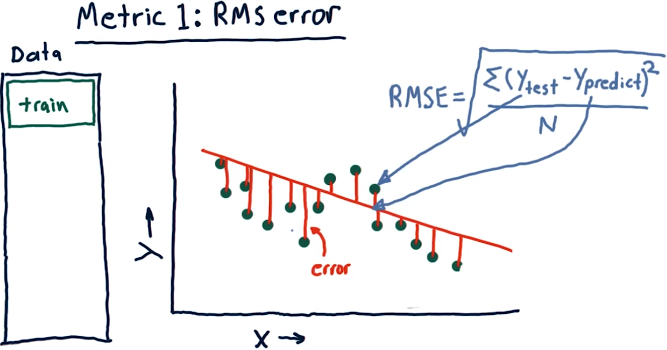 Metric 1: RMS error
Data
train
RMSE = √(Σ(Ytest - Ypredict)² / N)
error
Y →
X →